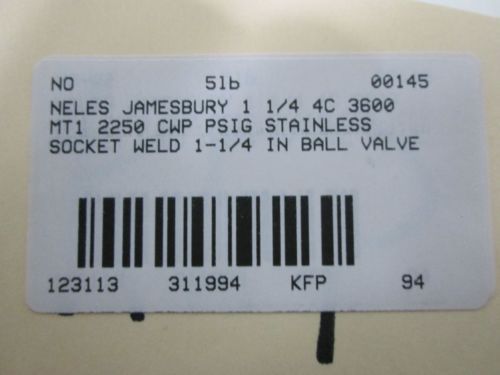 NO 5lb 00145
NELES JAMESBURY 1 1/4 4C 3600
MT1 2250 CWP PSIG STAINLESS
SOCKET WELD 1-1/4 IN BALL VALVE
123113 311994 KFP 94